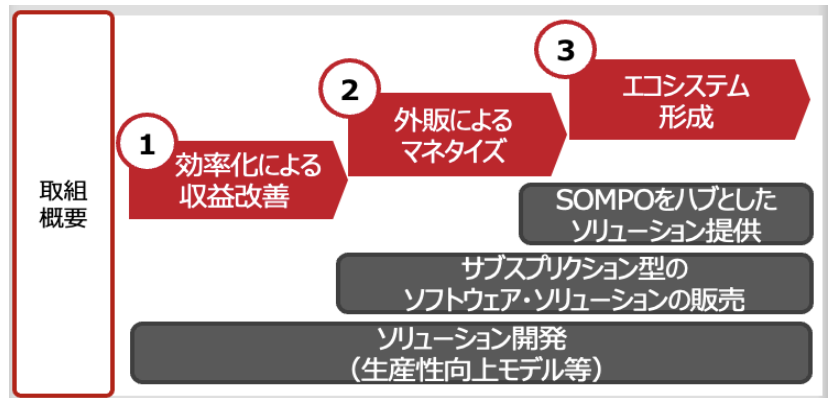 取組
概要
1
効率化による
収益改善
2
外販による
マネタイズ
3
エコシステム
形成
SOMPOをハブとした
ソリューション提供
サブスプリクション型の
ソフトウェア・ソリューションの販売
ソリューション開発
（生産性向上モデル等）